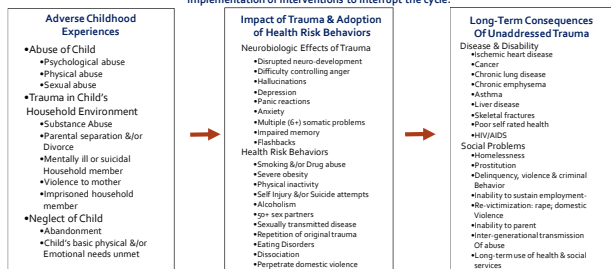 Implementation of interventions to interrupt the cycle.
Adverse Childhood
Experiences
•Abuse of Child
•Psychological abuse
•Physical abuse
•Sexual abuse
•Trauma in Child's
Household Environment
•Substance Abuse
•Parental separation &/or
Divorce
•Mentally ill or suicidal
Household member
•Violence to mother
•Imprisoned household
member
•Neglect of Child
•Abandonment
•Child's basic physical &/or
Emotional needs unmet
Impact of Trauma & Adoption
of Health Risk Behaviors
Neurobiologic Effects of Trauma
•Disrupted neuro-development
•Difficulty controlling anger
•Hallucinations
•Depression
•Panic reactions
•Anxiety
•Multiple (6+) somatic problems
•Impaired memory
•Flashbacks
Health Risk Behaviors
•Smoking &/or Drug abuse
•Severe obesity
•Physical inactivity
•Self Injury &/or Suicide attempts
•Alcoholism
•50+ sex partners
•Sexually transmitted disease
•Repetition of original trauma
•Eating Disorders
•Dissociation
•Perpetrate domestic violence
Long-Term Consequences
Of Unaddressed Trauma
Disease & Disability
•Ischemic heart disease
•Cancer
•Chronic lung disease
•Chronic emphysema
•Asthma
•Liver disease
•Skeletal fractures
•Poor self rated health
•HIV/AIDS
Social Problems
•Homelessness
•Prostitution
•Delinquency, violence & criminal
Behavior
•Inability to sustain employment-
•Re-victimization: rape; domestic
Violence
•Inability to parent
•Inter-generational transmission
Of abuse
•Long-term use of health & social
services